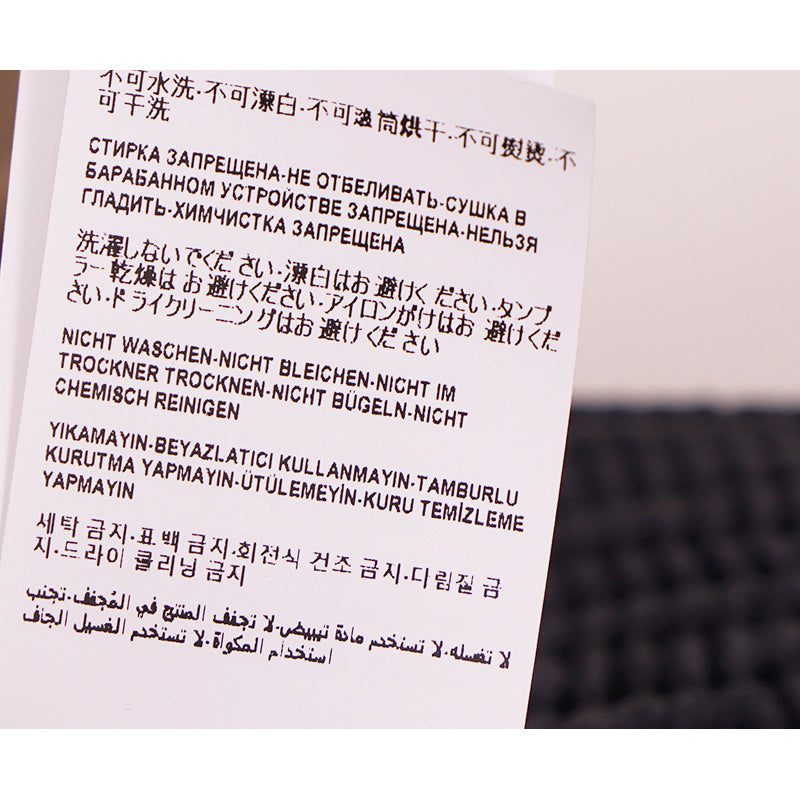 不可水洗·不可漂白·不可滚筒烘干·不可熨烫·不
可干洗
СТИРКА ЗАПРЕЩЕНА-НЕ ОТБЕЛИВАТЬ-СУШКА В
БАРАБАННОМ УСТРОЙСТВЕ ЗАПРЕЩЕНА-НЕЛЬЗЯ
ГЛАДИТЬ-ХИМЧИСТКА ЗАПРЕЩЕНА
洗濯しないでください·漂白はお避けください·タンブ
ラー乾燥はお避けください·アイロンがけはお避けくだ
さい·ドライクリーニングはお避けください
NICHT WASCHEN-NICHT BLEICHEN-NICHT IM
TROCKNER TROCKNEN-NICHT BÜGELN-NICHT
CHEMISCH REINIGEN
YIKAMAYIN-BEYAZLATICI KULLANMAYIN-TAMBURLU
KURUTMA YAPMAYIN-ÜTÜLEMEYİN-KURU TEMİZLEME
YAPMAYIN
세탁 금지·표백 금지·회전식 건조 금지·다림질 금
지·드라이 클리닝 금지
لا تغسله·لا تستخدم مادة تبييض·لا تجفف المنتج في المُجفف·تجنب
استخدام المكواة·لا تستخدم الغسيل الجاف